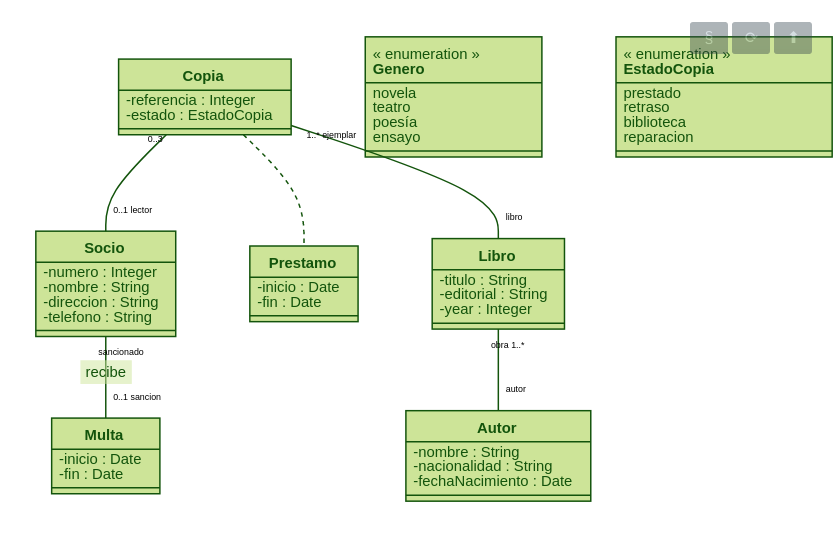 Copia
-referencia : Integer
-estado : EstadoCopia
« enumeration »
Genero
novela
teatro
poesía
ensayo
« enumeration »
EstadoCopia
prestado
retraso
biblioteca
reparacion
§ ⟳ ⬆
0..3
1..* ejemplar
0..1 lector
libro
Socio
-numero : Integer
-nombre : String
-direccion : String
-telefono : String
Prestamo
-inicio : Date
-fin : Date
Libro
-titulo : String
-editorial : String
-year : Integer
sancionado
recibe
0..1 sancion
obra 1..*
autor
Multa
-inicio : Date
-fin : Date
Autor
-nombre : String
-nacionalidad : String
-fechaNacimiento : Date